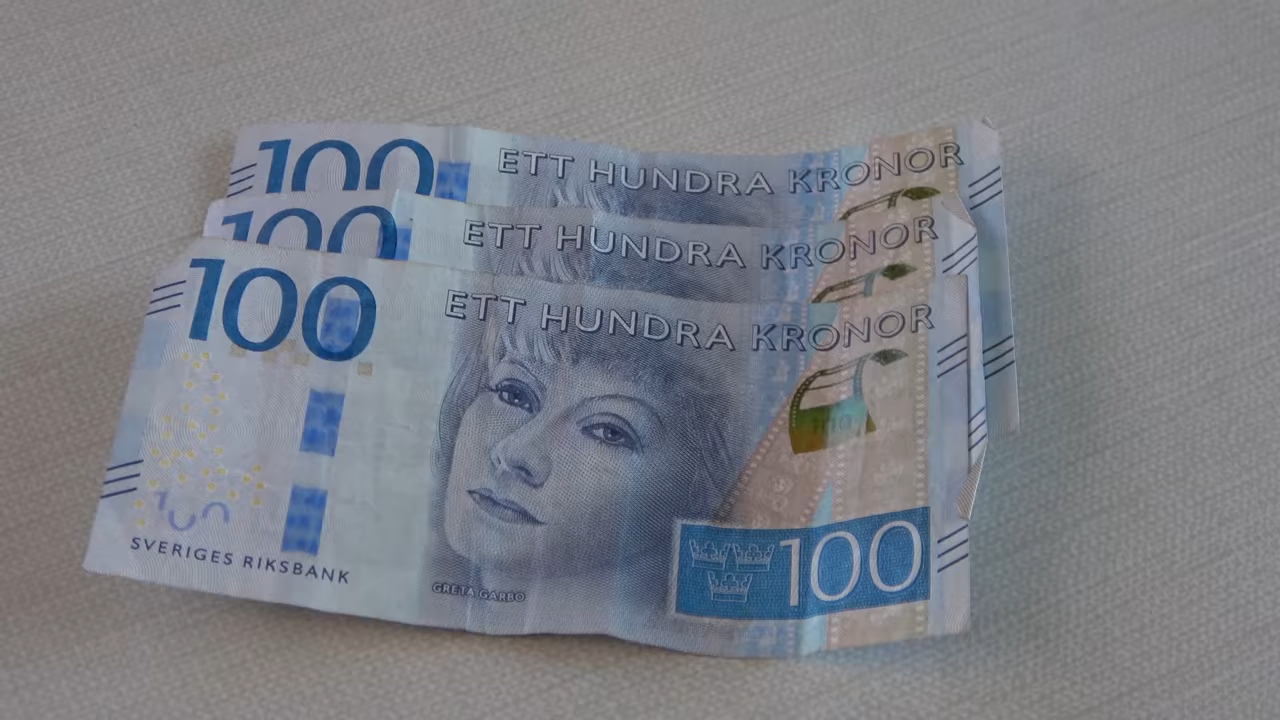 100
ETT HUNDRA KRONOR
100
ETT HUNDRA KRONOR
100
ETT HUNDRA KRONOR
SVERIGES RIKSBANK
GRETA GARBO
100